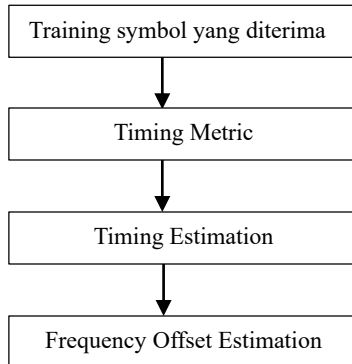 Training symbol yang diterima
Timing Metric
Timing Estimation
Frequency Offset Estimation